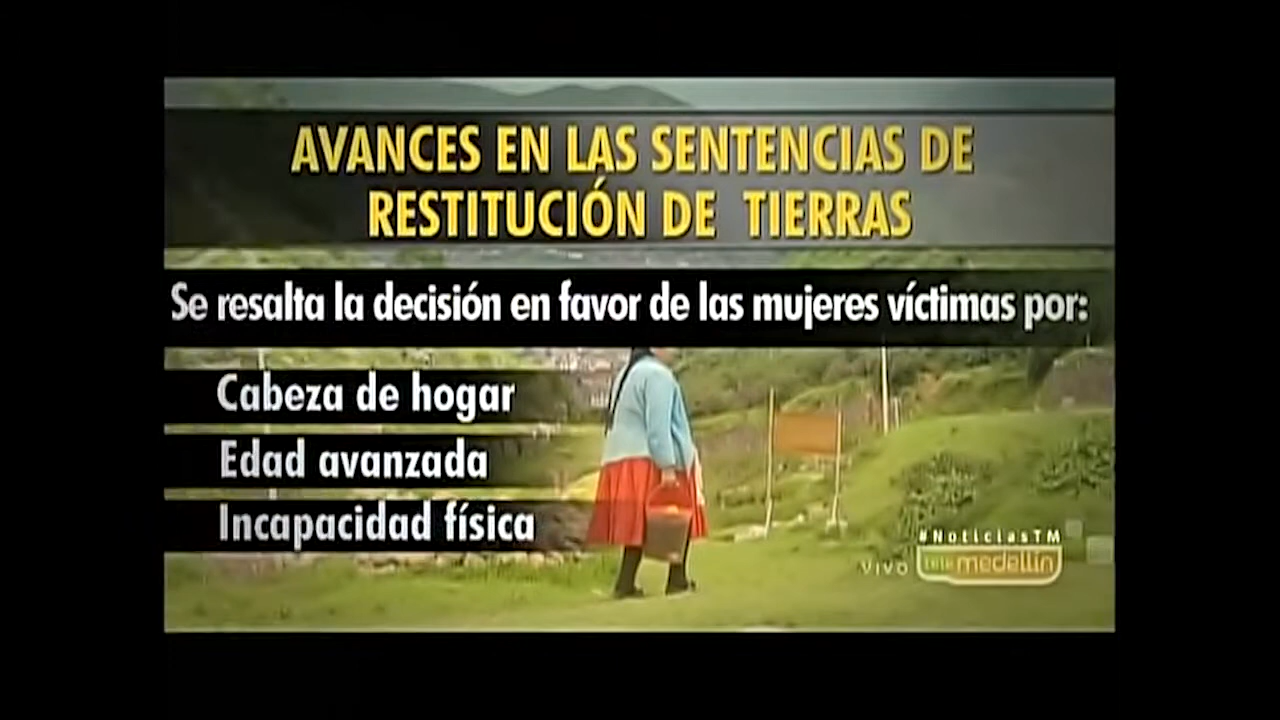 AVANCES EN LAS SENTENCIAS DE
RESTITUCIÓN DE TIERRAS
Se resalta la decisión en favor de las mujeres víctimas por:
Cabeza de hogar
Edad avanzada
Incapacidad física
#NoticiasTM
VIVO telemedellín